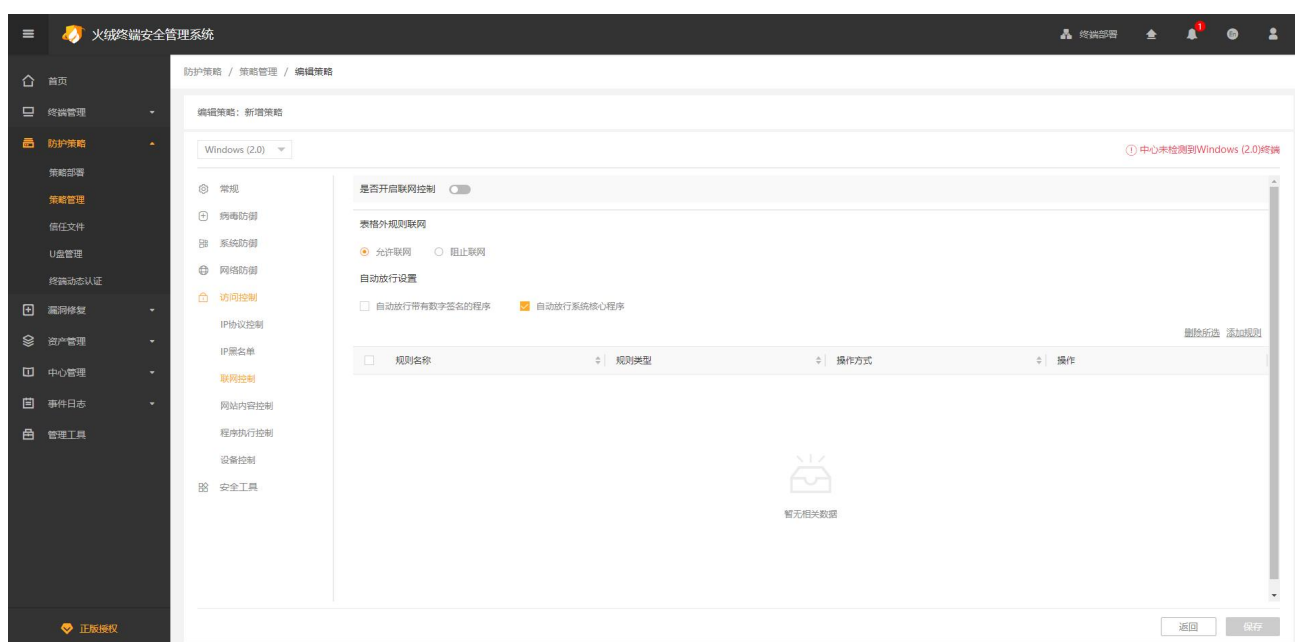 火绒终端安全管理系统
终端部署
1
首页
终端管理
防护策略
策略部署
策略管理
信任文件
U盘管理
终端动态认证
漏洞修复
资产管理
中心管理
事件日志
管理工具
正版授权
防护策略 / 策略管理 / 编辑策略
编辑策略：新增策略
Windows (2.0)
中心未检测到Windows (2.0)终端
常规
病毒防御
系统防御
网络防御
访问控制
IP协议控制
IP黑名单
联网控制
网站内容控制
程序执行控制
设备控制
安全工具
是否开启联网控制
表格外规则联网
允许联网 阻止联网
自动放行设置
自动放行带有数字签名的程序 自动放行系统核心程序
删除所选 添加规则
规则名称 规则类型 操作方式 操作
暂无相关数据
返回 保存